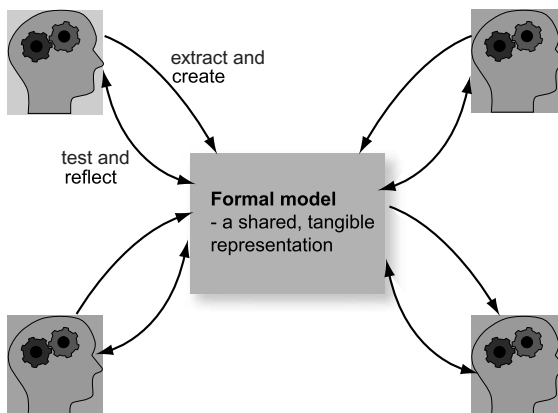 extract and
create
test and
reflect
Formal model
- a shared, tangible
representation